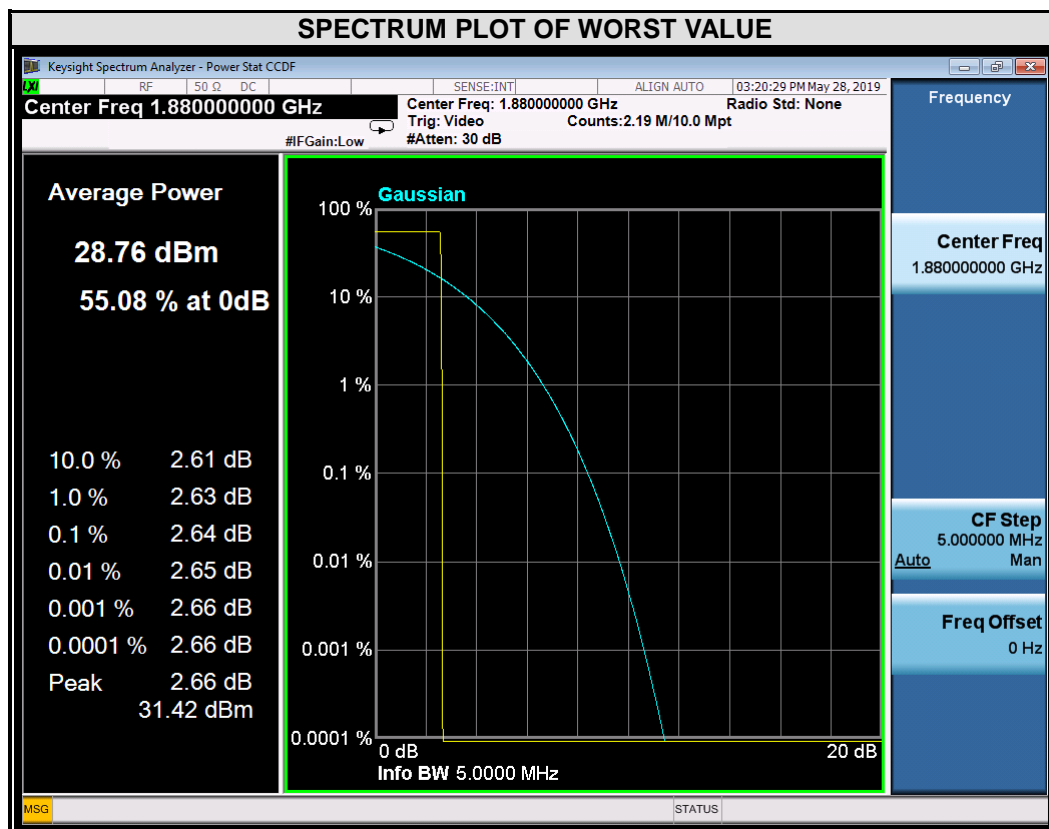 SPECTRUM PLOT OF WORST VALUE
Keysight Spectrum Analyzer - Power Stat CCDF
LXI RF 50 Ω DC SENSE:INT ALIGN AUTO 03:20:29 PM May 28, 2019
Center Freq 1.880000000 GHz
Center Freq: 1.880000000 GHz Radio Std: None
Trig: Video Counts:2.19 M/10.0 Mpt
#IFGain:Low #Atten: 30 dB
Frequency
Average Power
28.76 dBm
55.08 % at 0dB
10.0 % 2.61 dB
1.0 % 2.63 dB
0.1 % 2.64 dB
0.01 % 2.65 dB
0.001 % 2.66 dB
0.0001 % 2.66 dB
Peak 2.66 dB
31.42 dBm
Gaussian
100 %
10 %
1 %
0.1 %
0.01 %
0.001 %
0.0001 %
0 dB 20 dB
Info BW 5.0000 MHz
Center Freq
1.880000000 GHz
CF Step
5.000000 MHz
Auto Man
Freq Offset
0 Hz
MSG STATUS